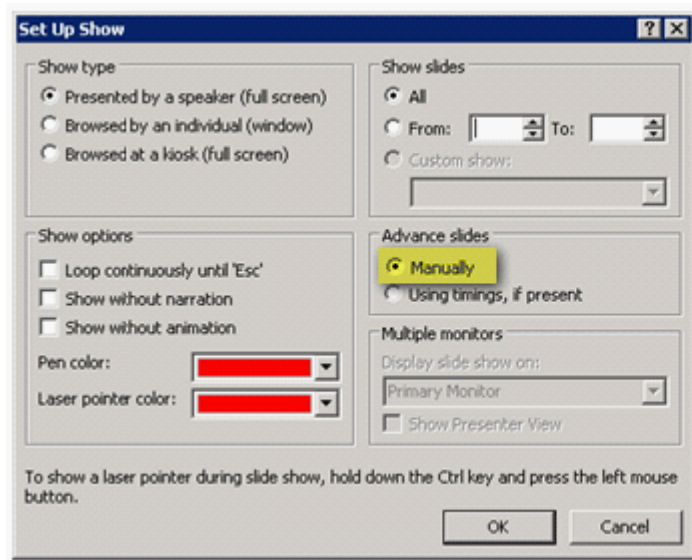 Set Up Show
Show type
Presented by a speaker (full screen)
Browsed by an individual (window)
Browsed at a kiosk (full screen)
Show slides
All
From: To:
Custom show:
Show options
Loop continuously until 'Esc'
Show without narration
Show without animation
Pen color:
Laser pointer color:
Advance slides
Manually
Using timings, if present
Multiple monitors
Display slide show on:
Primary Monitor
Show Presenter View
To show a laser pointer during slide show, hold down the Ctrl key and press the left mouse
button.
OK Cancel